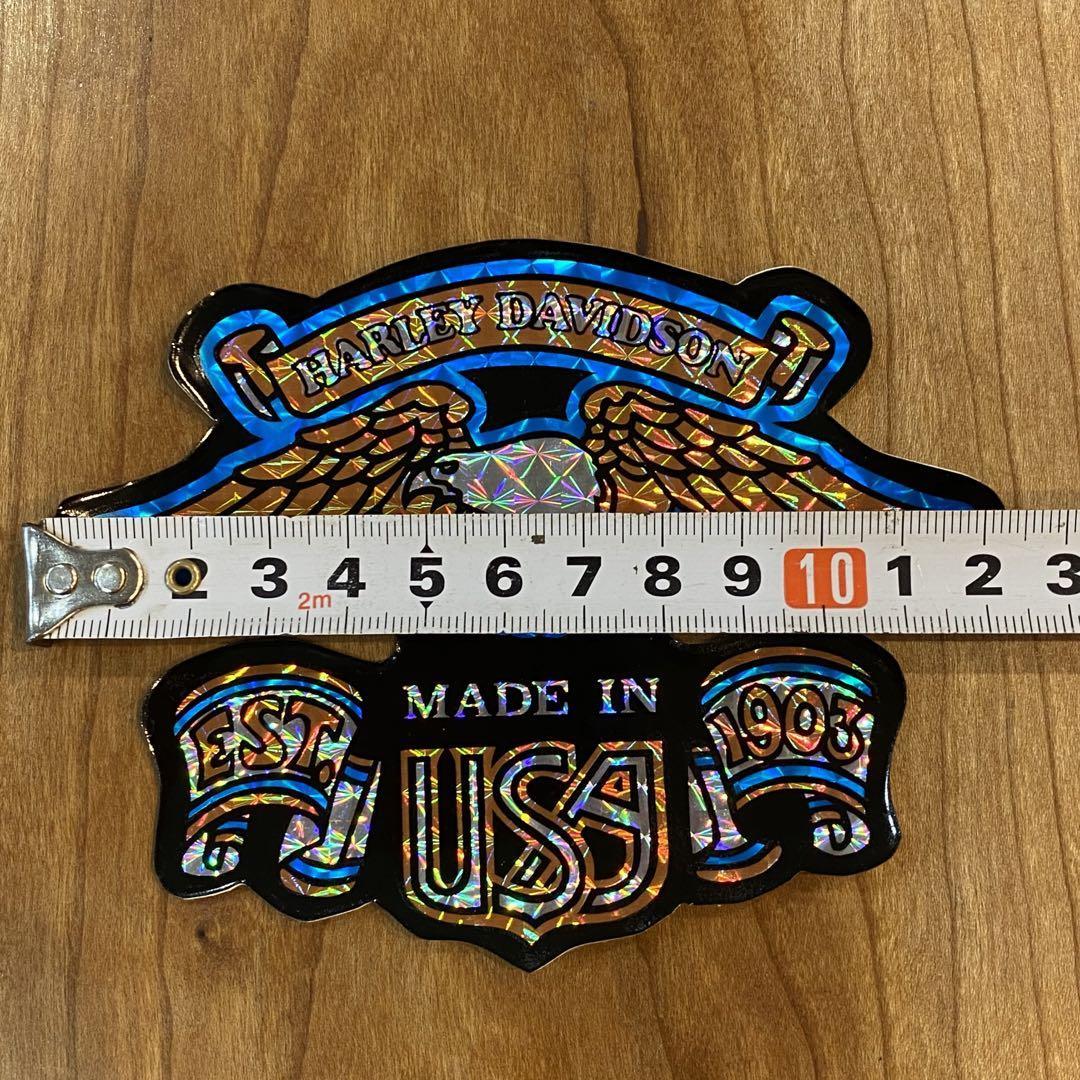 HARLEY DAVIDSON
2 3 4 5 6 7 8 9 10 1 2 3
2m
MADE IN
EST.
1903
USA